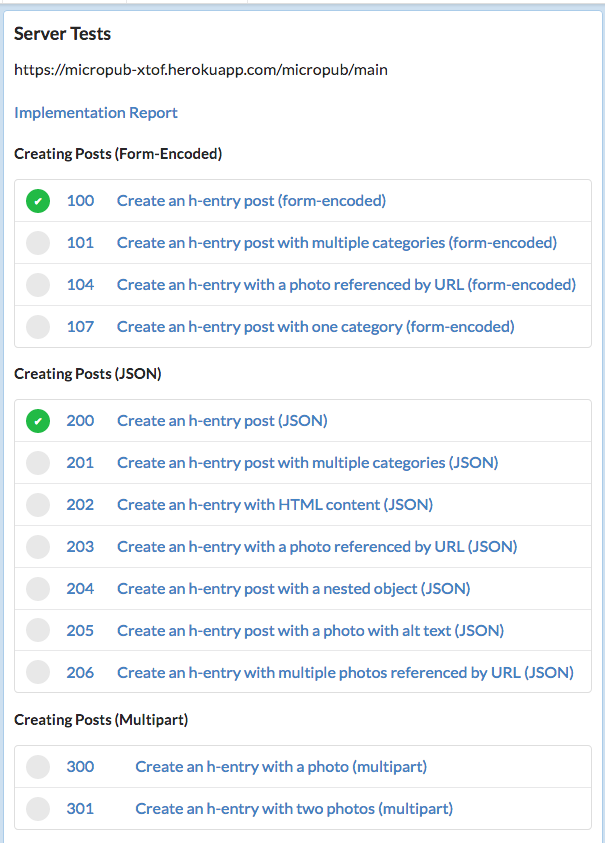 Server Tests
https://micropub-xtof.herokuapp.com/micropub/main
Implementation Report
Creating Posts (Form-Encoded)
100 Create an h-entry post (form-encoded)
101 Create an h-entry post with multiple categories (form-encoded)
104 Create an h-entry with a photo referenced by URL (form-encoded)
107 Create an h-entry post with one category (form-encoded)
Creating Posts (JSON)
200 Create an h-entry post (JSON)
201 Create an h-entry post with multiple categories (JSON)
202 Create an h-entry with HTML content (JSON)
203 Create an h-entry with a photo referenced by URL (JSON)
204 Create an h-entry post with a nested object (JSON)
205 Create an h-entry post with a photo with alt text (JSON)
206 Create an h-entry with multiple photos referenced by URL (JSON)
Creating Posts (Multipart)
300 Create an h-entry with a photo (multipart)
301 Create an h-entry with two photos (multipart)